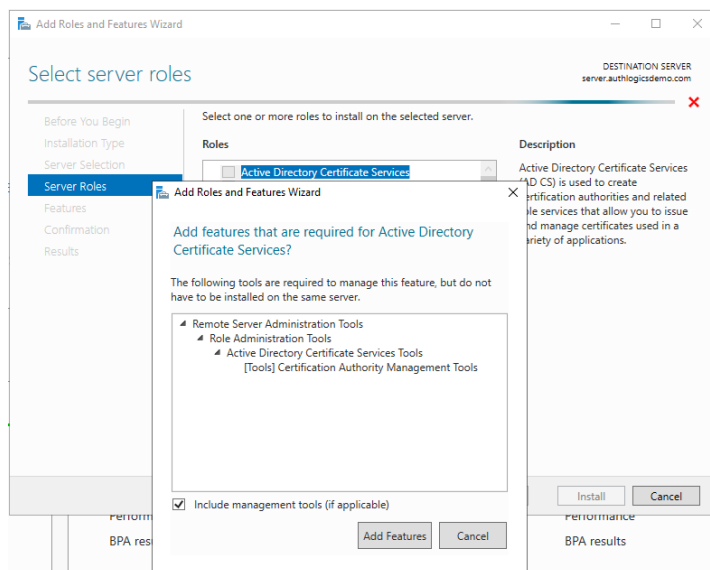 Add Roles and Features Wizard
Select server roles
DESTINATION SERVER
server.authlogicsdemo.com
Before You Begin
Installation Type
Server Selection
Server Roles
Features
Confirmation
Results
Select one or more roles to install on the selected server.
Roles
Active Directory Certificate Services
Description
Active Directory Certificate Services
(AD CS) is used to create
certification authorities and related
role services that allow you to issue
and manage certificates used in a
variety of applications.
Add Roles and Features Wizard
Add features that are required for Active Directory
Certificate Services?
The following tools are required to manage this feature, but do not
have to be installed on the same server.
Remote Server Administration Tools
Role Administration Tools
Active Directory Certificate Services Tools
[Tools] Certification Authority Management Tools
Include management tools (if applicable)
Add Features
Cancel
Install
Cancel
Performance
BPA results